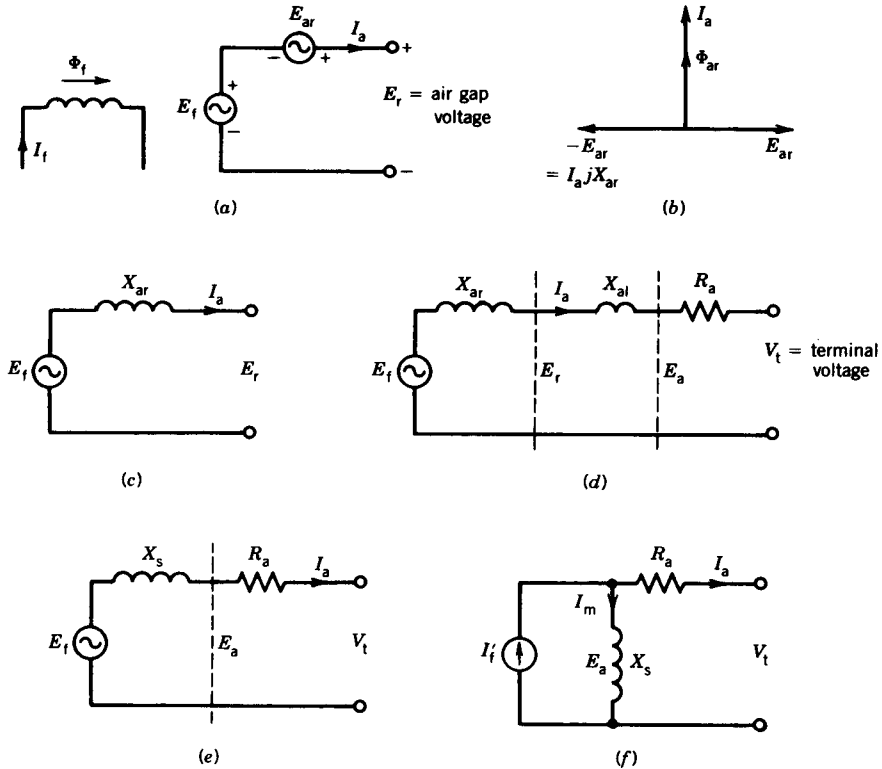 Φf
If
Ear
Ia
− +
+
Ef
+
−
Er = air gap
voltage
−
(a)
Ia
Φar
−Ear
Ear
= IajXar
(b)
Xar
Ia
Ef
Er
(c)
Xar
Ia
Xal
Ra
Ef
Er
Ea
Vt = terminal
voltage
(d)
Xs
Ra
Ia
Ef
Ea
Vt
(e)
Ra
Ia
Im
I′f
Ea
Xs
Vt
(f)